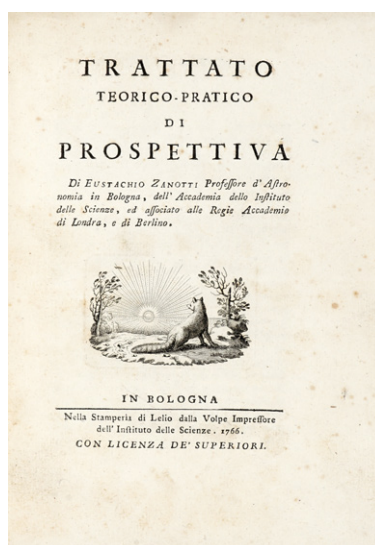 TRATTATO
TEORICO-PRATICO
DI
PROSPETTIVA
Di EUSTACHIO ZANOTTI Profeſſore d'Aſtro-
nomia in Bologna, dell'Accademia dello Inſtituto
delle Scienze, ed aſſociato alle Regie Accademie
di Londra, e di Berlino.
IN BOLOGNA
Nella Stamperia di Lelio dalla Volpe Impreſſore
dell'Inſtituto delle Scienze. 1766.
CON LICENZA DE' SUPERIORI.